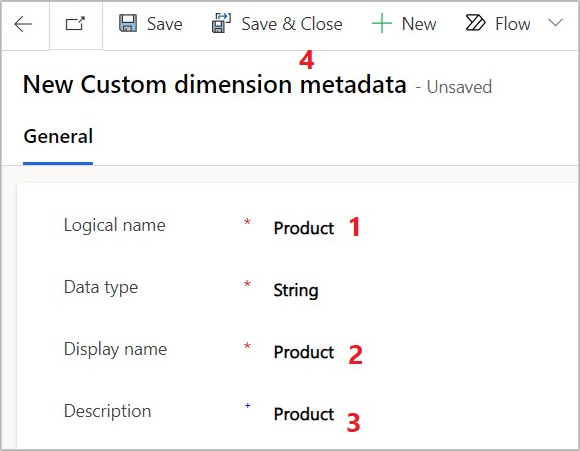 Save Save & Close New Flow
4
New Custom dimension metadata - Unsaved
General
Logical name * Product 1
Data type * String
Display name * Product 2
Description + Product 3